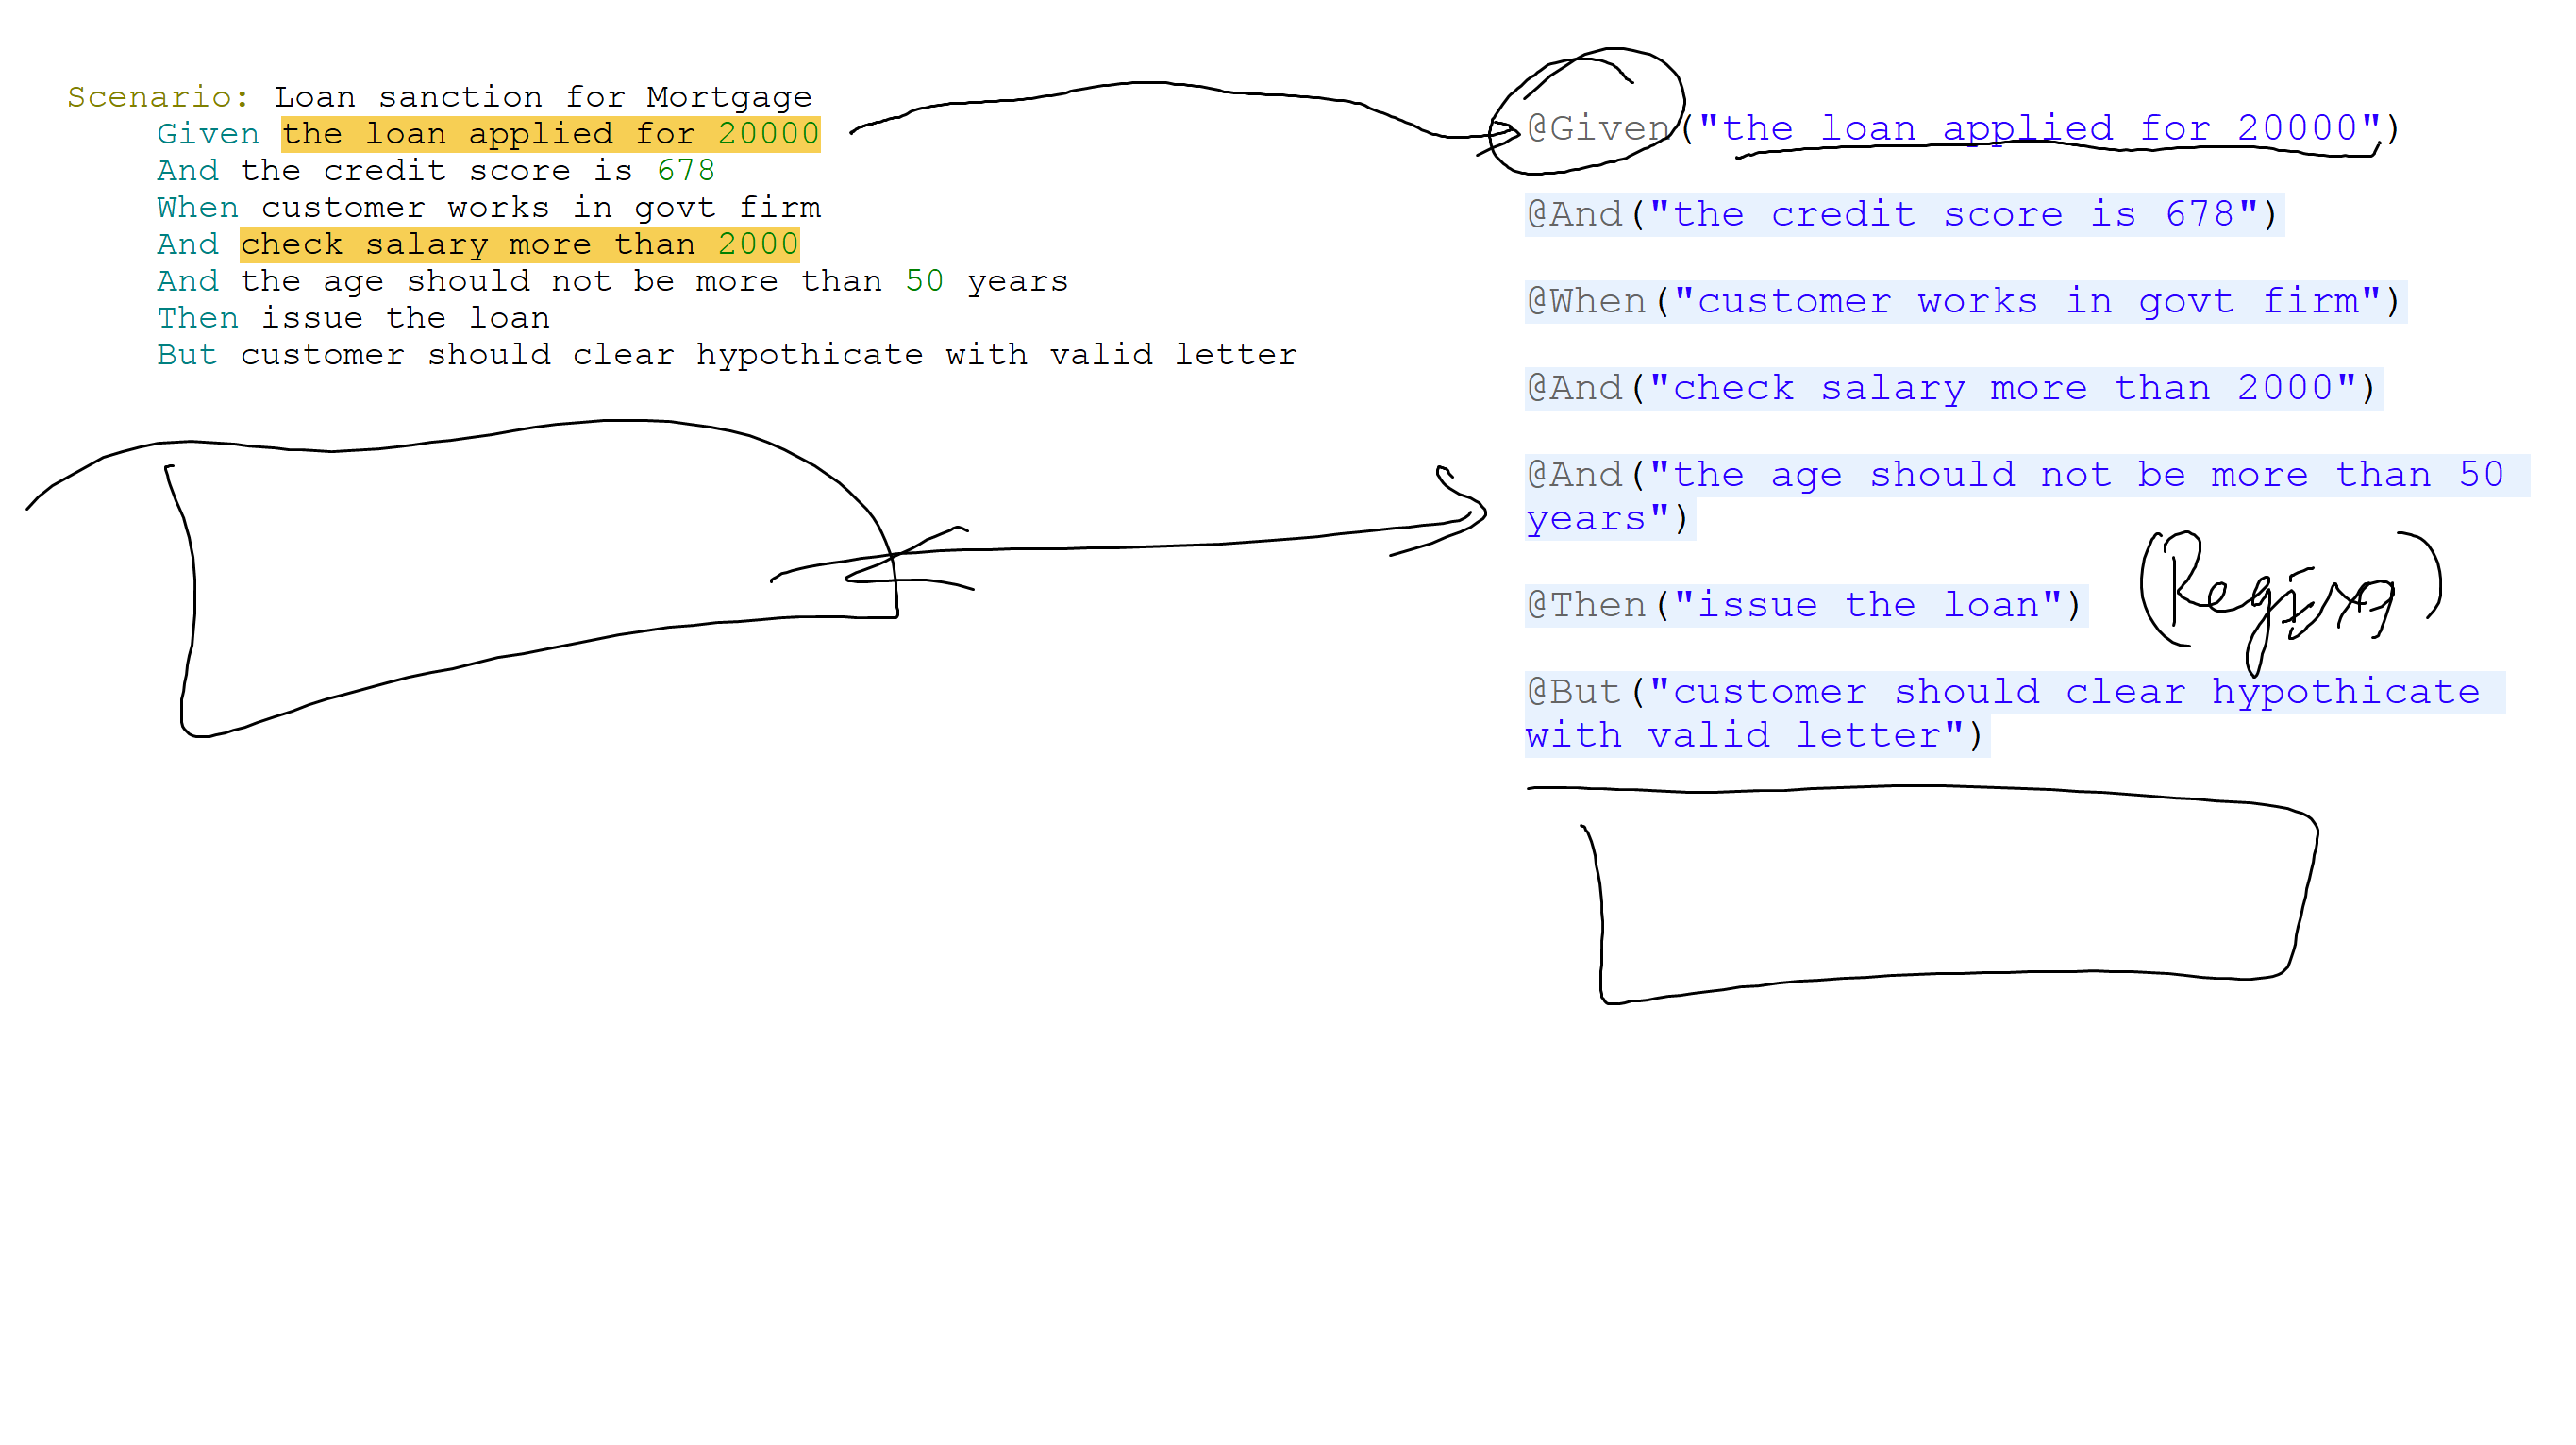 Scenario: Loan sanction for Mortgage
Given the loan applied for 20000
And the credit score is 678
When customer works in govt firm
And check salary more than 2000
And the age should not be more than 50 years
Then issue the loan
But customer should clear hypothicate with valid letter
@Given("the loan applied for 20000")
@And("the credit score is 678")
@When("customer works in govt firm")
@And("check salary more than 2000")
@And("the age should not be more than 50
years")
@Then("issue the loan")
@But("customer should clear hypothicate
with valid letter")